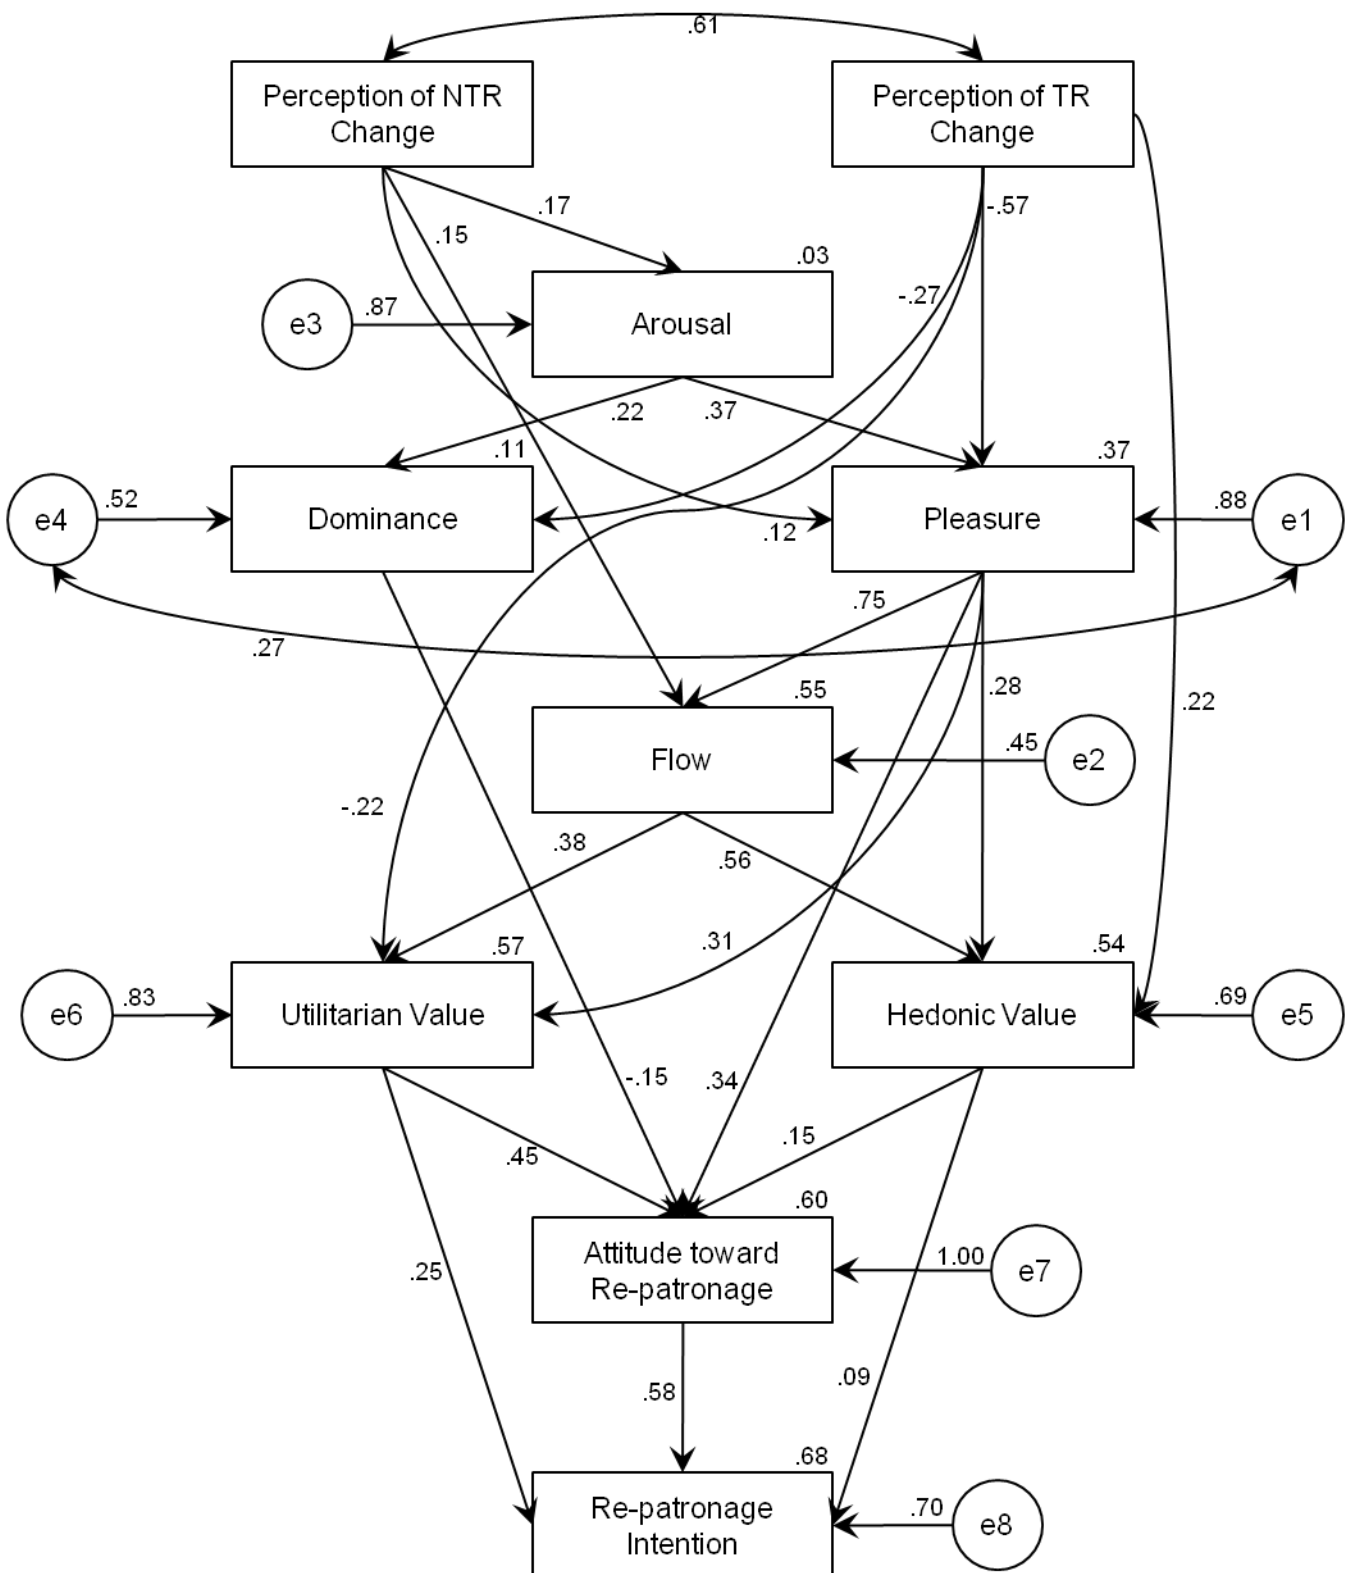 .61
Perception of NTR
Change
Perception of TR
Change
.17
-.57
.15
.03
-.27
e3
.87
Arousal
.22
.37
.11
.37
e4
.52
Dominance
.12
Pleasure
.88
e1
.75
.27
.55
.28
.22
Flow
.45
e2
-.22
.38
.56
.31
.57
.54
e6
.83
Utilitarian Value
Hedonic Value
.69
e5
-.15
.34
.45
.15
.60
Attitude toward
Re-patronage
1.00
e7
.25
.58
.09
.68
Re-patronage
Intention
.70
e8